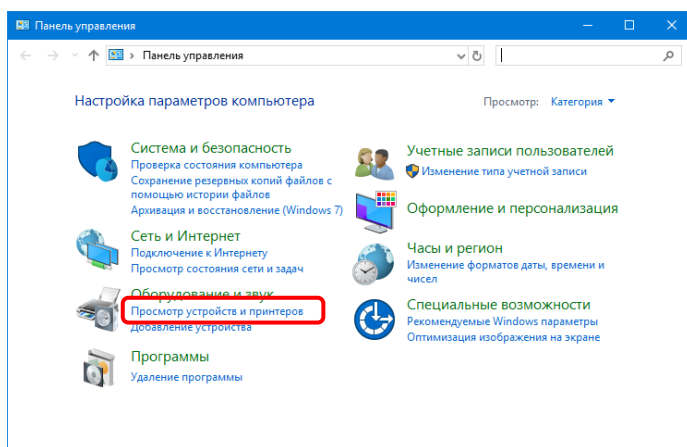 Панель управления
Панель управления
Настройка параметров компьютера
Просмотр: Категория
Система и безопасность
Проверка состояния компьютера
Сохранение резервных копий файлов с
помощью истории файлов
Архивация и восстановление (Windows 7)
Сеть и Интернет
Подключение к Интернету
Просмотр состояния сети и задач
Оборудование и звук
Просмотр устройств и принтеров
Добавление устройства
Программы
Удаление программы
Учетные записи пользователей
Изменение типа учетной записи
Оформление и персонализация
Часы и регион
Изменение форматов даты, времени и
чисел
Специальные возможности
Рекомендуемые Windows параметры
Оптимизация изображения на экране